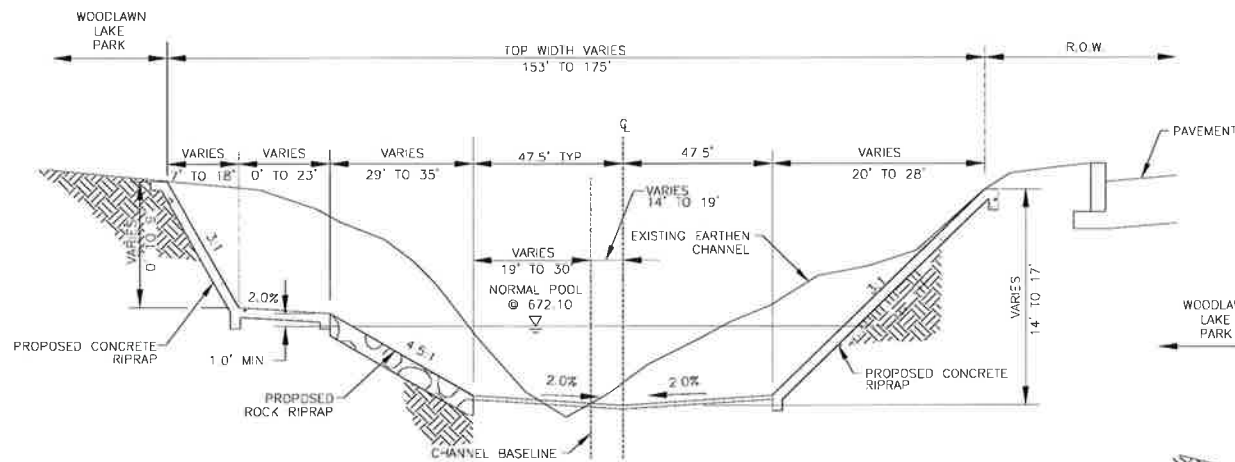 WOODLAWN
LAKE
PARK
TOP WIDTH VARIES
153' TO 175'
R.O.W.
℄
PAVEMENT
VARIES
7' TO 18'
VARIES
0' TO 23'
VARIES
29' TO 35'
47.5' TYP
47.5'
VARIES
20' TO 28'
VARIES
14' TO 19'
EXISTING EARTHEN
CHANNEL
VARIES
19' TO 30'
NORMAL POOL
@ 672.10
VARIES
0' TO 9'
3:1
2.0%
3:1
VARIES
14' TO 17'
WOODLAW
LAKE
PARK
PROPOSED CONCRETE
RIPRAP
1.0' MIN
4.5:1
PROPOSED
ROCK RIPRAP
2.0%
2.0%
PROPOSED CONCRETE
RIPRAP
CHANNEL BASELINE